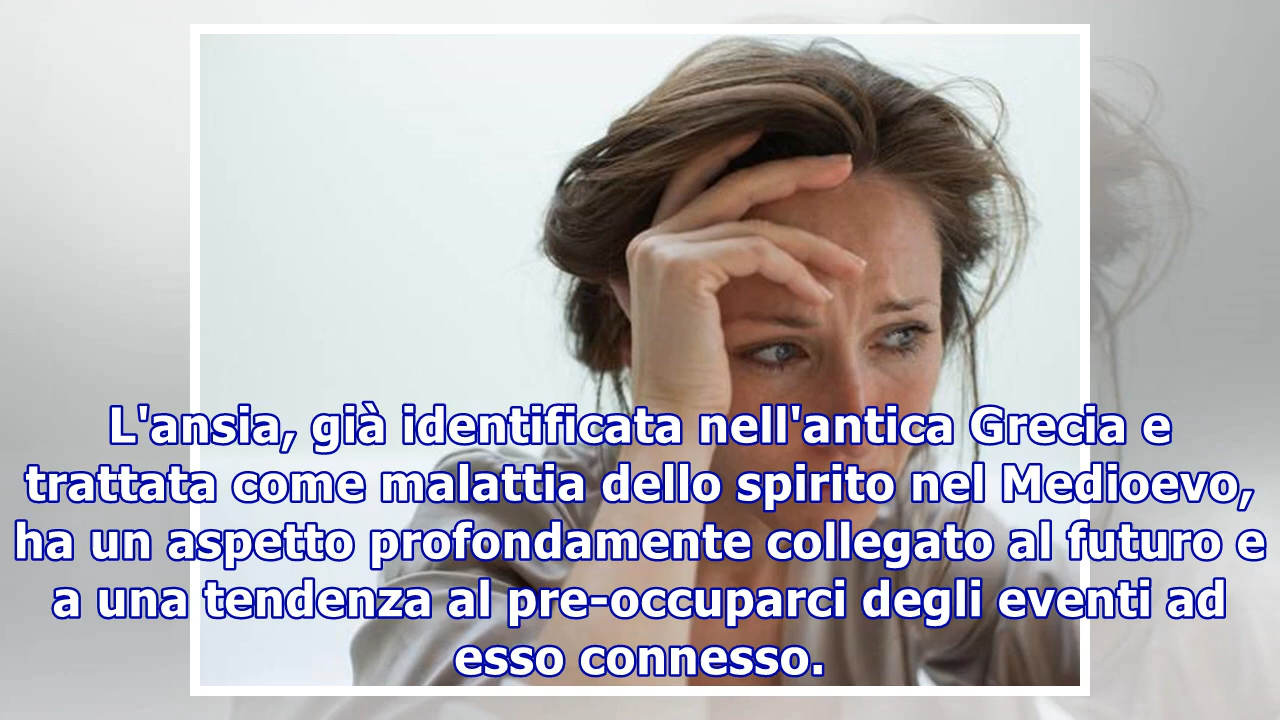 L'ansia, già identificata nell'antica Grecia e
trattata come malattia dello spirito nel Medioevo,
ha un aspetto profondamente collegato al futuro e
a una tendenza al pre-occuparci degli eventi ad
esso connesso.